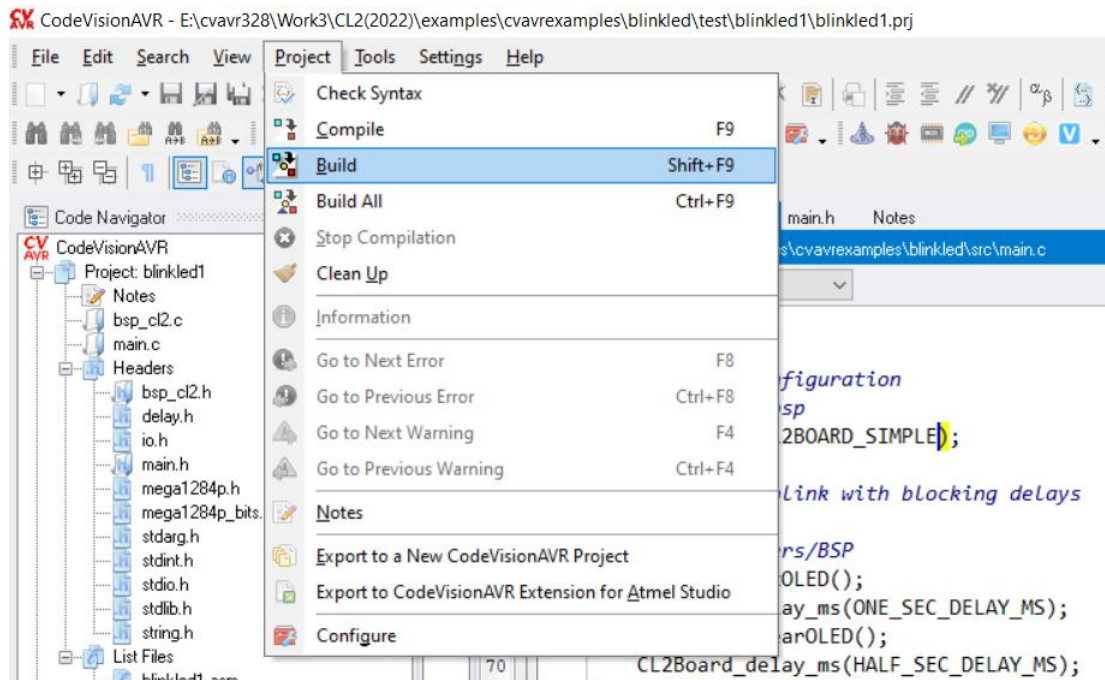 CodeVisionAVR - E:\cvavr328\Work3\CL2(2022)\examples\cvavrexamples\blinkled\test\blinkled1\blinkled1.prj
File Edit Search View Project Tools Settings Help
Check Syntax
Compile F9
Build Shift+F9
Build All Ctrl+F9
Stop Compilation
Clean Up
Information
Go to Next Error F8
Go to Previous Error Ctrl+F8
Go to Next Warning F4
Go to Previous Warning Ctrl+F4
Notes
Export to a New CodeVisionAVR Project
Export to CodeVisionAVR Extension for Atmel Studio
Configure
Code Navigator
CV AVR CodeVisionAVR
Project: blinkled1
Notes
bsp_cl2.c
main.c
Headers
bsp_cl2.h
delay.h
io.h
main.h
mega1284p.h
mega1284p_bits.
stdarg.h
stdint.h
stdio.h
stdlib.h
string.h
List Files
main.h Notes
s\cvavrexamples\blinkled\src\main.c
figuration
sp
2BOARD_SIMPLE);
link with blocking delays
rs/BSP
OLED();
ay_ms(ONE_SEC_DELAY_MS);
earOLED();
70 CL2Board_delay_ms(HALF_SEC_DELAY_MS);